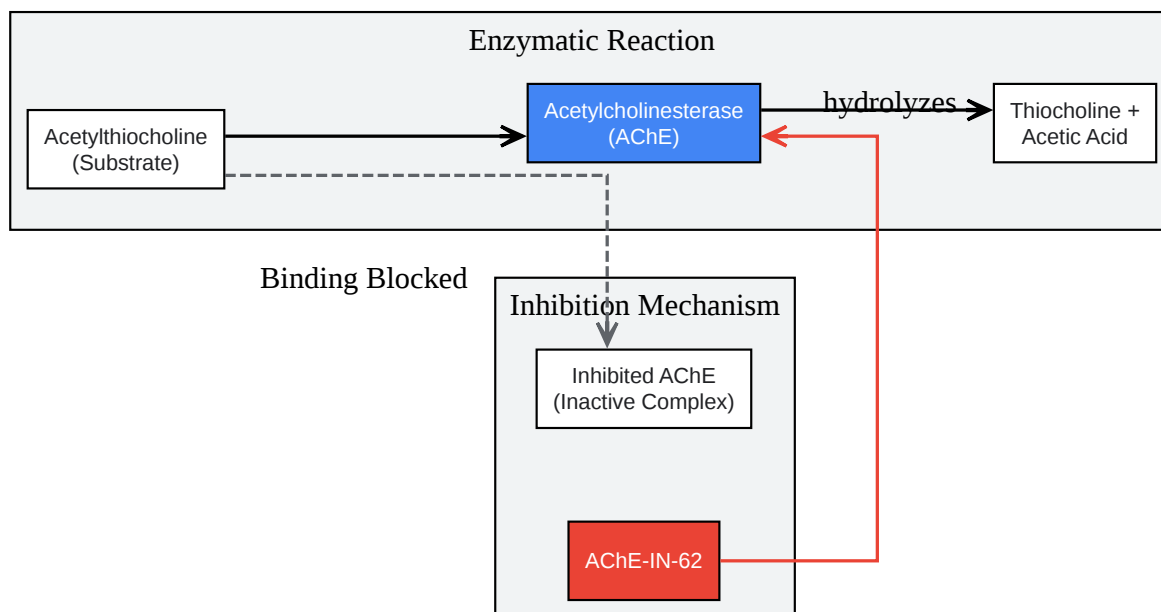 Enzymatic Reaction
Acetylthiocholine
(Substrate)
Acetylcholinesterase
(AChE)
hydrolyzes
Thiocholine +
Acetic Acid
Binding Blocked
Inhibition Mechanism
Inhibited AChE
(Inactive Complex)
AChE-IN-62